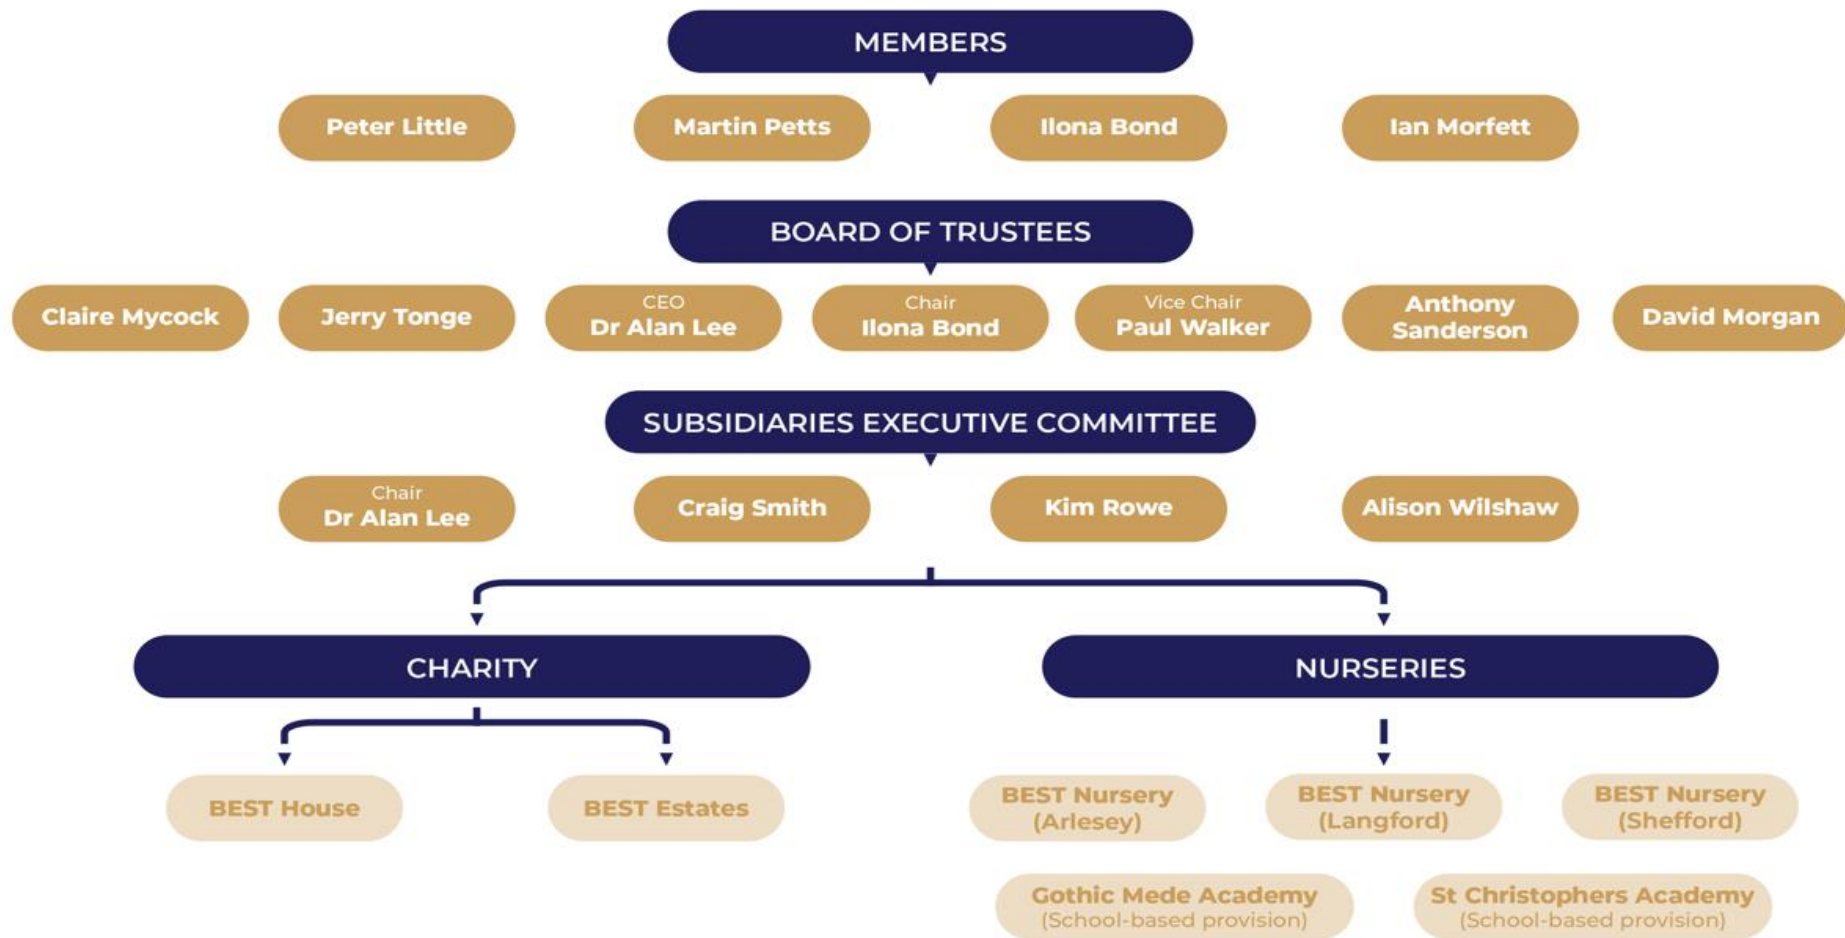 MEMBERS
Peter Little
Martin Petts
Ilona Bond
Ian Morfett
BOARD OF TRUSTEES
Claire Mycock
Jerry Tonge
CEO
Dr Alan Lee
Chair
Ilona Bond
Vice Chair
Paul Walker
Anthony
Sanderson
David Morgan
SUBSIDIARIES EXECUTIVE COMMITTEE
Chair
Dr Alan Lee
Craig Smith
Kim Rowe
Alison Wilshaw
CHARITY
NURSERIES
BEST House
BEST Estates
BEST Nursery
(Arlesey)
BEST Nursery
(Langford)
BEST Nursery
(Shefford)
Gothic Mede Academy
(School-based provision)
St Christophers Academy
(School-based provision)